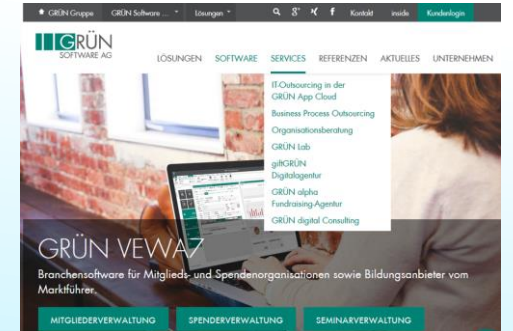 GRÜN Gruppe GRÜN Software ... Lösungen Kontakt inside Kundenlogin
GRÜN
SOFTWARE AG
LÖSUNGEN SOFTWARE SERVICES REFERENZEN AKTUELLES UNTERNEHMEN
IT-Outsourcing in der
GRÜN App Cloud
Business Process Outsourcing
Organisationsberatung
GRÜN Lab
giftGRÜN
Digitalagentur
GRÜN alpha
Fundraising-Agentur
GRÜN digital Consulting
GRÜN VEWA7
Branchensoftware für Mitglieds- und Spendenorganisationen sowie Bildungsanbieter vom
Marktführer.
MITGLIEDERVERWALTUNG SPENDERVERWALTUNG SEMINARVERWALTUNG